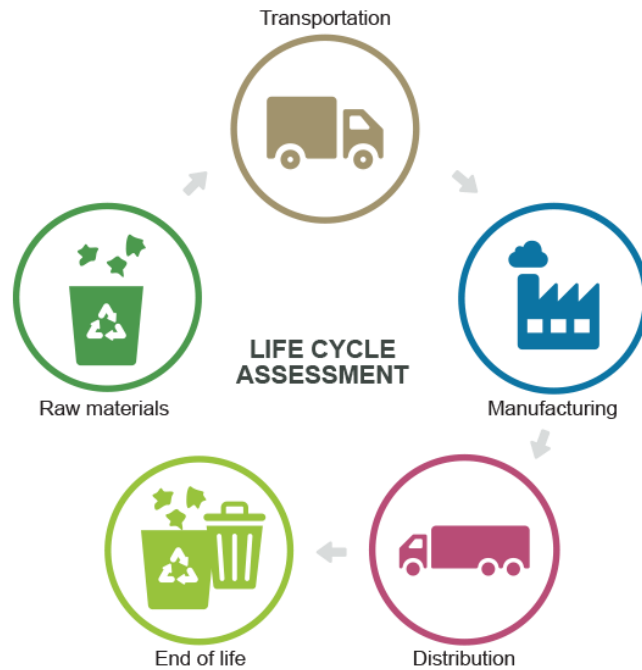 Transportation
LIFE CYCLE
ASSESSMENT
Raw materials
Manufacturing
End of life
Distribution